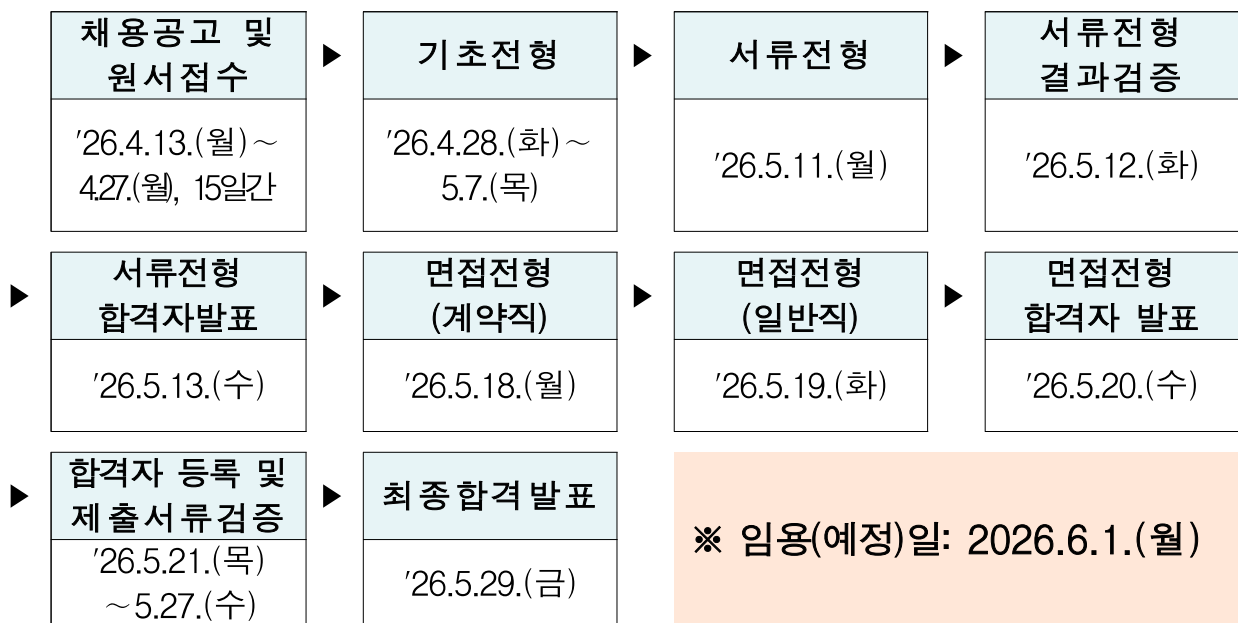 채용공고 및
원서접수
▶
기초전형
▶
서류전형
▶
서류전형
결과검증
'26.4.13.(월)~
4.27.(월), 15일간
'26.4.28.(화)~
5.7.(목)
'26.5.11.(월)
'26.5.12.(화)
▶
서류전형
합격자발표
▶
면접전형
(계약직)
▶
면접전형
(일반직)
▶
면접전형
합격자 발표
'26.5.13.(수)
'26.5.18.(월)
'26.5.19.(화)
'26.5.20.(수)
▶
합격자 등록 및
제출서류검증
▶
최종합격발표
'26.5.21.(목)
~5.27.(수)
'26.5.29.(금)
※ 임용(예정)일: 2026.6.1.(월)